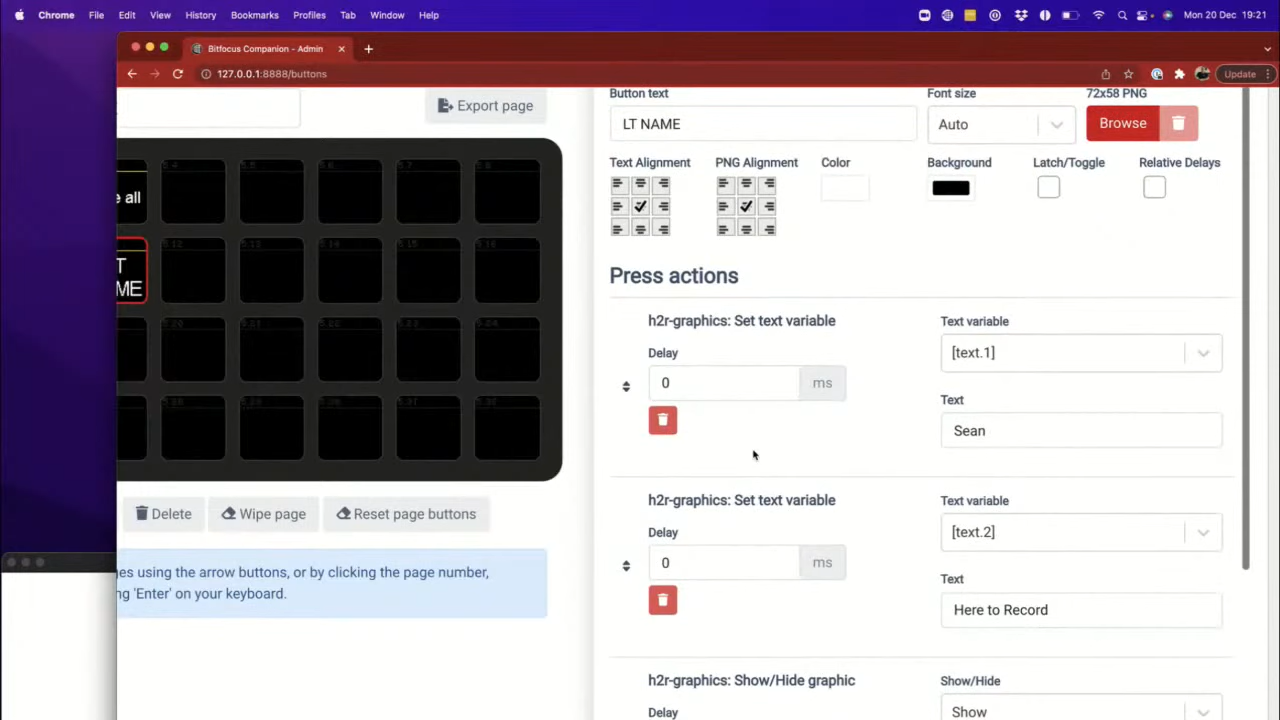 Chrome File Edit View History Bookmarks Profiles Tab Window Help Mon 20 Dec 19:21
Bitfocus Companion - Admin
127.0.0.1:8888/buttons Update
Export page
Button text Font size 72x58 PNG
LT NAME Auto Browse
Text Alignment PNG Alignment Color Background Latch/Toggle Relative Delays
e all
T
ME
Press actions
h2r-graphics: Set text variable Text variable
Delay [text.1]
0 ms
Text
Sean
h2r-graphics: Set text variable Text variable
Delay [text.2]
0 ms
Text
Here to Record
h2r-graphics: Show/Hide graphic Show/Hide
Delay Show
Delete Wipe page Reset page buttons
ges using the arrow buttons, or by clicking the page number,
ng 'Enter' on your keyboard.